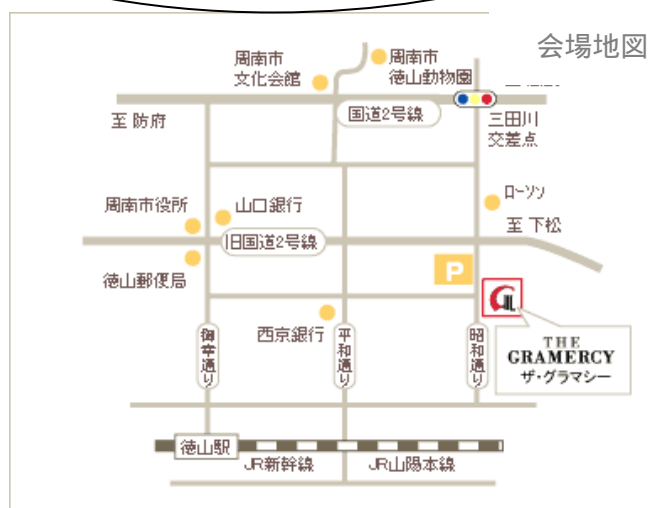 会場地図
周南市
文化会館
周南市
徳山動物園
至 防府
国道2号線
三田川
交差点
周南市役所
山口銀行
ローソン
至 下松
旧国道2号線
徳山郵便局
P
西京銀行
御幸通り
平和通り
昭和通り
THE
GRAMERCY
ザ・グラマシー
徳山駅
JR新幹線
JR山陽本線